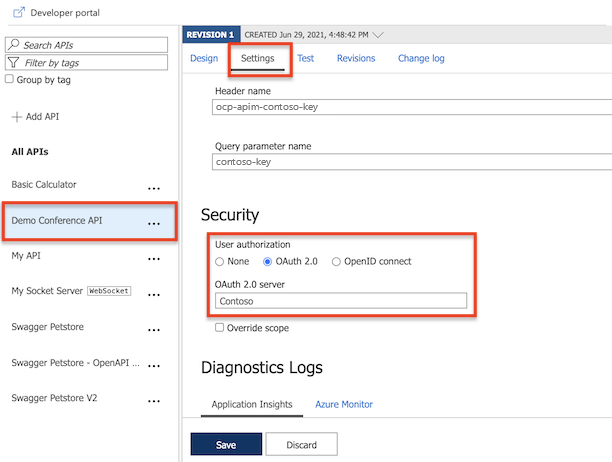 Developer portal
Search APIs
Filter by tags
Group by tag
Add API
All APIs
Basic Calculator
Demo Conference API
My API
My Socket Server WebSocket
Swagger Petstore
Swagger Petstore - OpenAPI ...
Swagger Petstore V2
REVISION 1 CREATED Jun 29, 2021, 4:48:42 PM
Design Settings Test Revisions Change log
Header name
ocp-apim-contoso-key
Query parameter name
contoso-key
Security
User authorization
None OAuth 2.0 OpenID connect
OAuth 2.0 server
Contoso
Override scope
Diagnostics Logs
Application Insights Azure Monitor
Save Discard